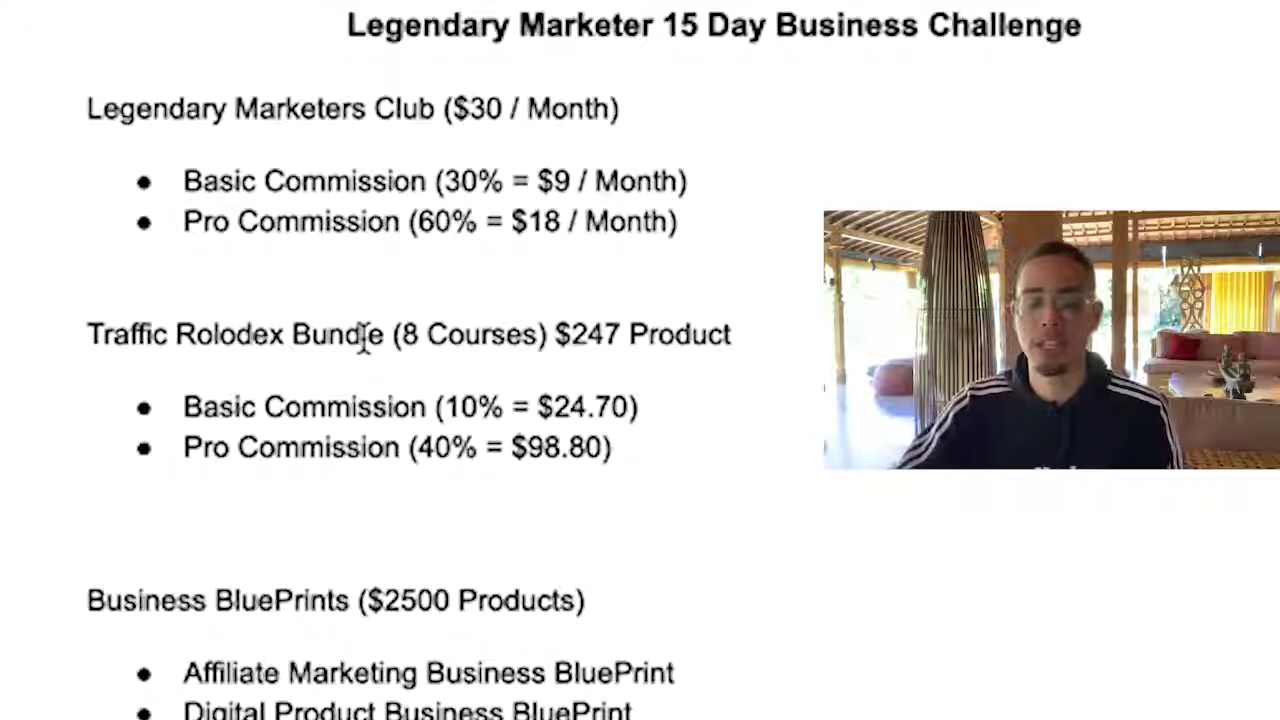 Legendary Marketer 15 Day Business Challenge
Legendary Marketers Club ($30 / Month)
● Basic Commission (30% = $9 / Month)
● Pro Commission (60% = $18 / Month)
Traffic Rolodex Bundle (8 Courses) $247 Product
● Basic Commission (10% = $24.70)
● Pro Commission (40% = $98.80)
Business BluePrints ($2500 Products)
● Affiliate Marketing Business BluePrint
● Digital Product Business BluePrint